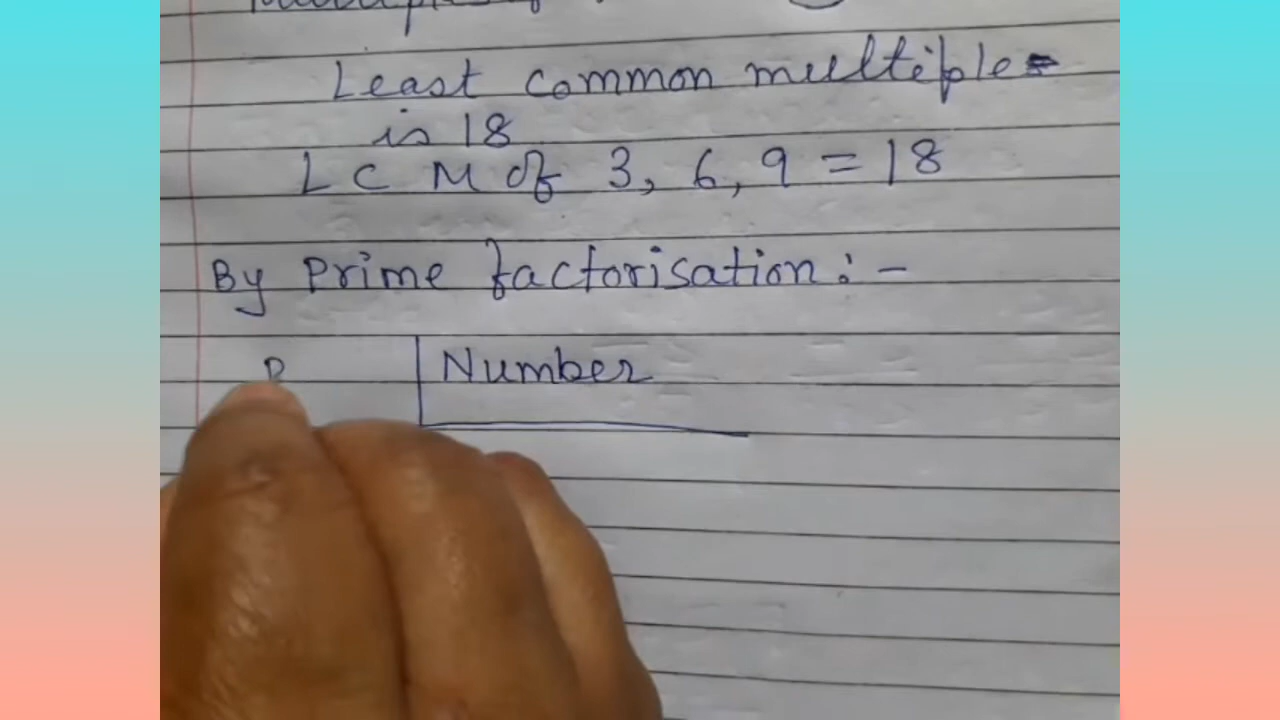 Least common multiple
is 18
LCM of 3, 6, 9 = 18
By Prime factorisation : -
P | Number